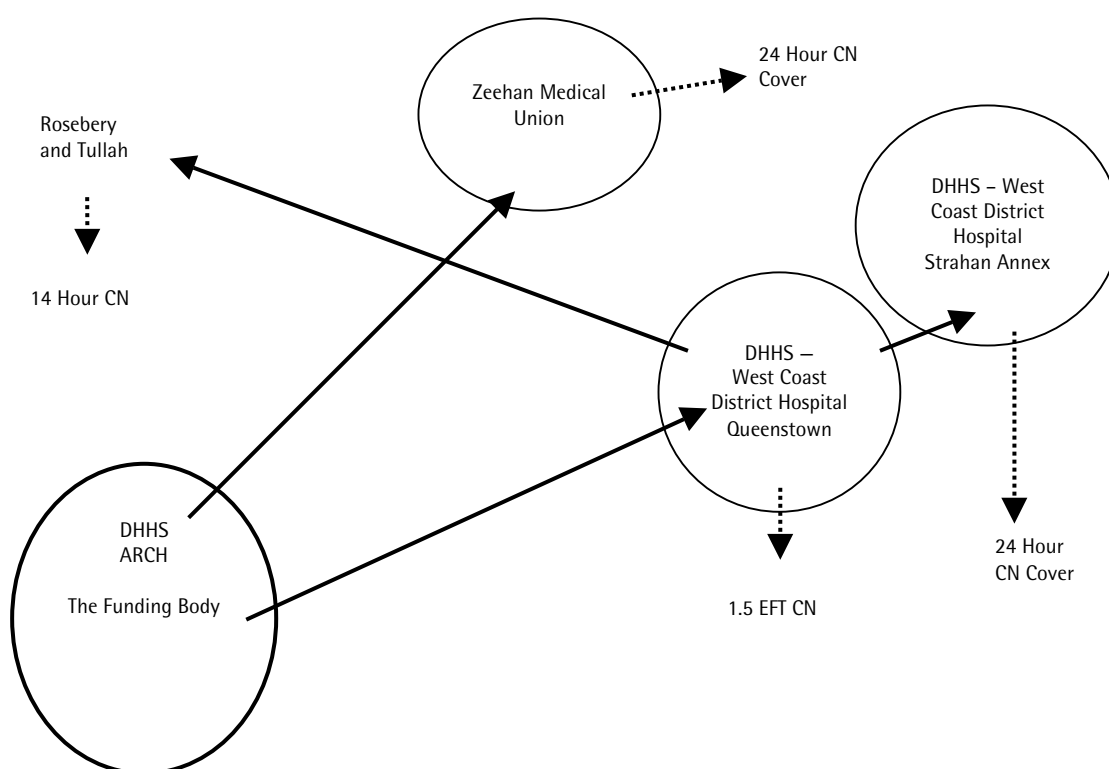 24 Hour CN
Cover
Zeehan Medical
Union
Rosebery
and Tullah
14 Hour CN
DHHS – West
Coast District
Hospital
Strahan Annex
DHHS —
West Coast
District Hospital
Queenstown
DHHS
ARCH
The Funding Body
24 Hour
CN Cover
1.5 EFT CN